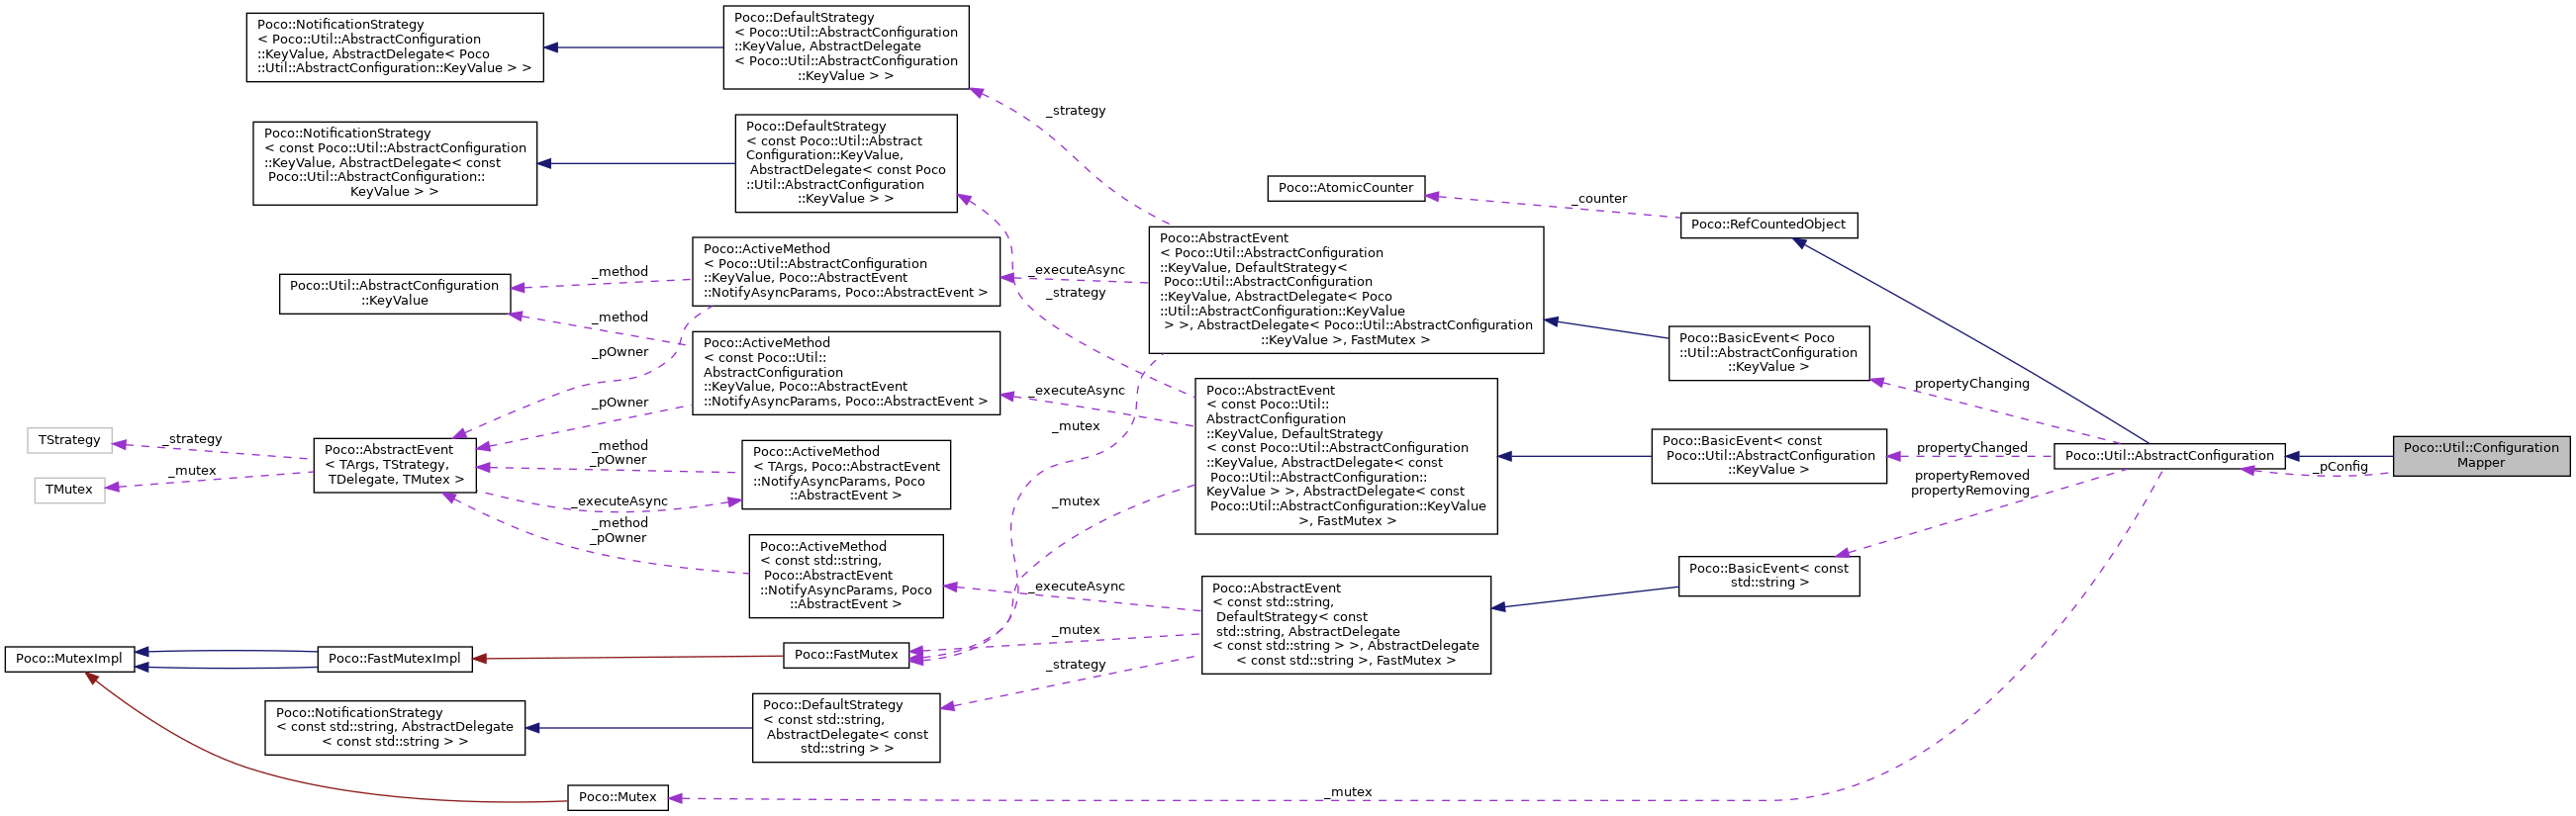 Poco::NotificationStrategy
< Poco::Util::AbstractConfiguration
::KeyValue, AbstractDelegate< Poco
::Util::AbstractConfiguration::KeyValue > >
Poco::DefaultStrategy
< Poco::Util::AbstractConfiguration
::KeyValue, AbstractDelegate
< Poco::Util::AbstractConfiguration
::KeyValue > >
_strategy
Poco::NotificationStrategy
< const Poco::Util::AbstractConfiguration
::KeyValue, AbstractDelegate< const
Poco::Util::AbstractConfiguration::
KeyValue > >
Poco::DefaultStrategy
< const Poco::Util::Abstract
Configuration::KeyValue,
AbstractDelegate< const Poco
::Util::AbstractConfiguration
::KeyValue > >
Poco::AtomicCounter
_counter
Poco::RefCountedObject
Poco::Util::AbstractConfiguration
::KeyValue
_method
_method
_pOwner
Poco::ActiveMethod
< Poco::Util::AbstractConfiguration
::KeyValue, Poco::AbstractEvent
::NotifyAsyncParams, Poco::AbstractEvent >
_executeAsync
_strategy
Poco::AbstractEvent
< Poco::Util::AbstractConfiguration
::KeyValue, DefaultStrategy<
Poco::Util::AbstractConfiguration
::KeyValue, AbstractDelegate< Poco
::Util::AbstractConfiguration::KeyValue
> >, AbstractDelegate< Poco::Util::AbstractConfiguration
::KeyValue >, FastMutex >
Poco::BasicEvent< Poco
::Util::AbstractConfiguration
::KeyValue >
propertyChanging
Poco::ActiveMethod
< const Poco::Util::
AbstractConfiguration
::KeyValue, Poco::AbstractEvent
::NotifyAsyncParams, Poco::AbstractEvent >
_pOwner
_executeAsync
_mutex
Poco::AbstractEvent
< const Poco::Util::
AbstractConfiguration
::KeyValue, DefaultStrategy
< const Poco::Util::AbstractConfiguration
::KeyValue, AbstractDelegate< const
Poco::Util::AbstractConfiguration::
KeyValue > >, AbstractDelegate< const
Poco::Util::AbstractConfiguration::KeyValue
>, FastMutex >
Poco::BasicEvent< const
Poco::Util::AbstractConfiguration
::KeyValue >
propertyChanged
propertyRemoved
propertyRemoving
Poco::Util::AbstractConfiguration
_pConfig
Poco::Util::Configuration
Mapper
TStrategy
_strategy
TMutex
_mutex
Poco::AbstractEvent
< TArgs, TStrategy,
TDelegate, TMutex >
_method
_pOwner
_executeAsync
Poco::ActiveMethod
< TArgs, Poco::AbstractEvent
::NotifyAsyncParams, Poco
::AbstractEvent >
_mutex
_method
_pOwner
Poco::ActiveMethod
< const std::string,
Poco::AbstractEvent
::NotifyAsyncParams, Poco
::AbstractEvent >
_executeAsync
_mutex
_strategy
Poco::AbstractEvent
< const std::string,
DefaultStrategy< const
std::string, AbstractDelegate
< const std::string > >, AbstractDelegate
< const std::string >, FastMutex >
Poco::BasicEvent< const
std::string >
Poco::MutexImpl
Poco::FastMutexImpl
Poco::FastMutex
Poco::NotificationStrategy
< const std::string, AbstractDelegate
< const std::string > >
Poco::DefaultStrategy
< const std::string,
AbstractDelegate< const
std::string > >
Poco::Mutex
_mutex